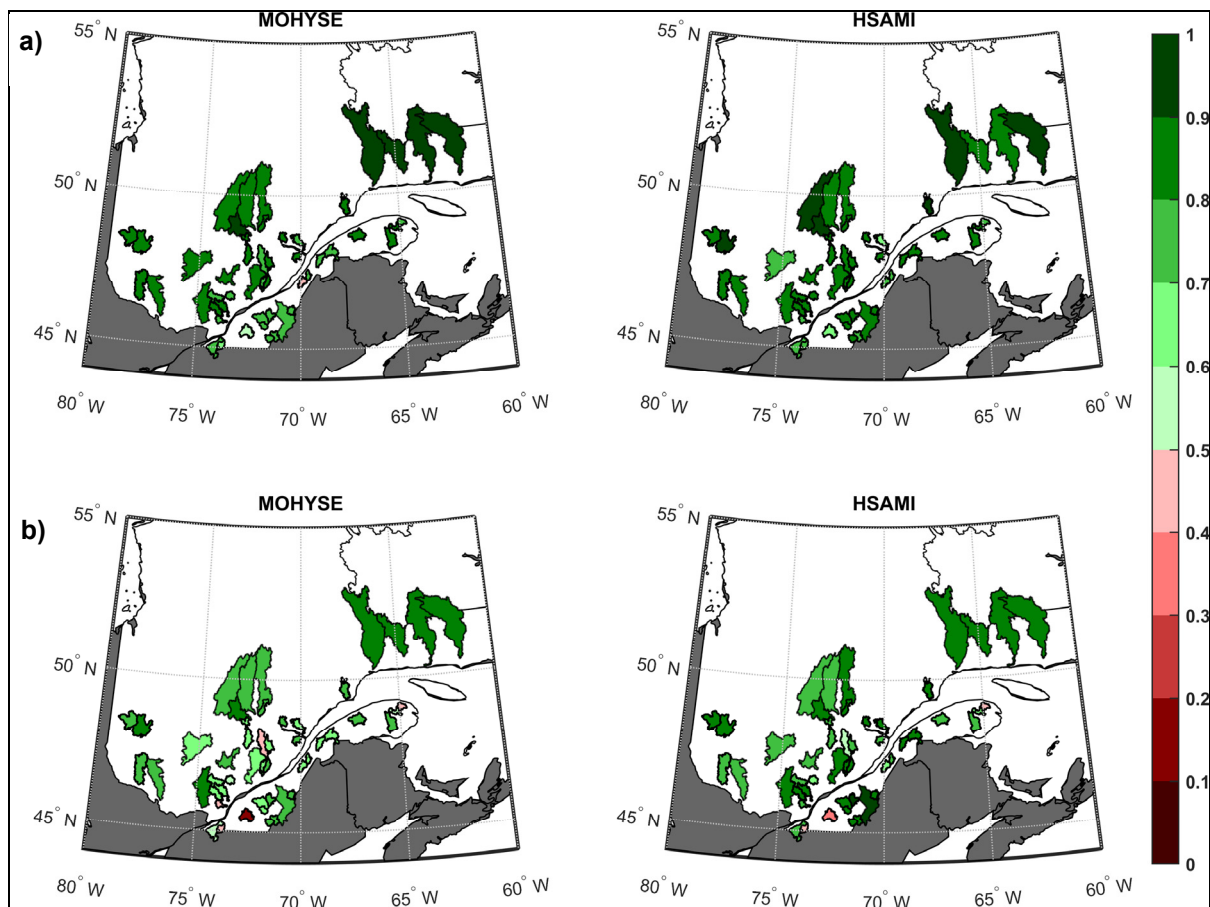 a)
MOHYSE
55° N
50° N
45° N
80° W
75° W
70° W
65° W
60° W
HSAMI
55° N
50° N
45° N
80° W
75° W
70° W
65° W
60° W
b)
MOHYSE
55° N
50° N
45° N
80° W
75° W
70° W
65° W
60° W
HSAMI
55° N
50° N
45° N
80° W
75° W
70° W
65° W
60° W
1
0.9
0.8
0.7
0.6
0.5
0.4
0.3
0.2
0.1
0